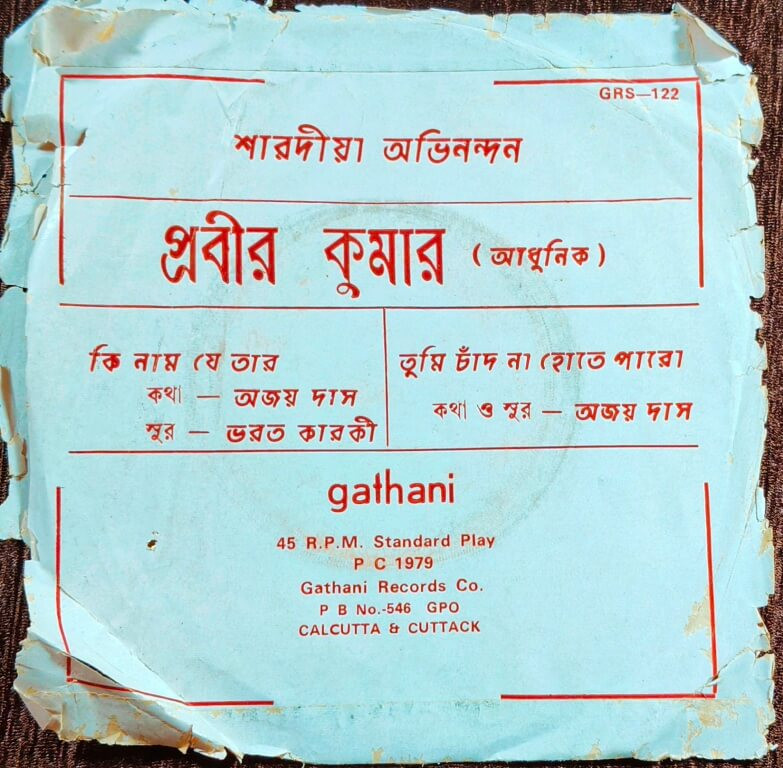 GRS—122
শারদীয়া অভিনন্দন
প্রবীর কুমার (আধুনিক)
কি নাম যে তার
কথা — অজয় দাস
সুর — ভরত কারকী
তুমি চাঁদ না হোতে পারো
কথা ও সুর — অজয় দাস
gathani
45 R.P.M. Standard Play
P C 1979
Gathani Records Co.
P B No.-546 GPO
CALCUTTA & CUTTACK